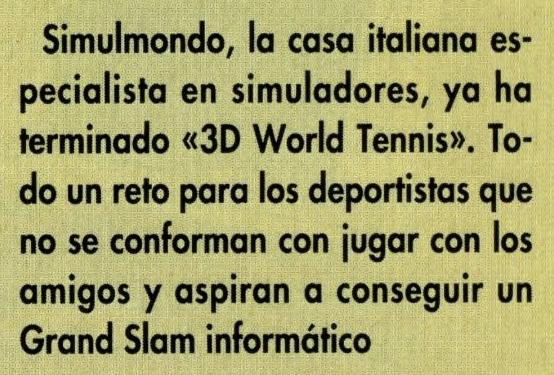 Simulmondo, la casa italiana es-
pecialista en simuladores, ya ha
terminado «3D World Tennis». To-
do un reto para los deportistas que
no se conforman con jugar con los
amigos y aspiran a conseguir un
Grand Slam informático